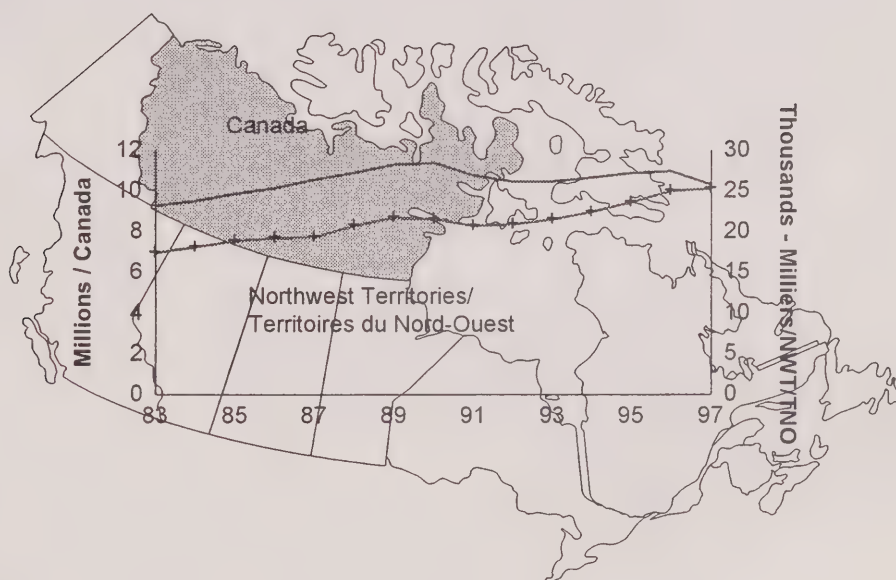 Canada
12
10
8
6
4
2
0
Millions / Canada
30
25
20
15
10
5
0
Thousands - Milliers/NWT/TNO
Northwest Territories/
Territoires du Nord-Ouest
83 85 87 89 91 93 95 97